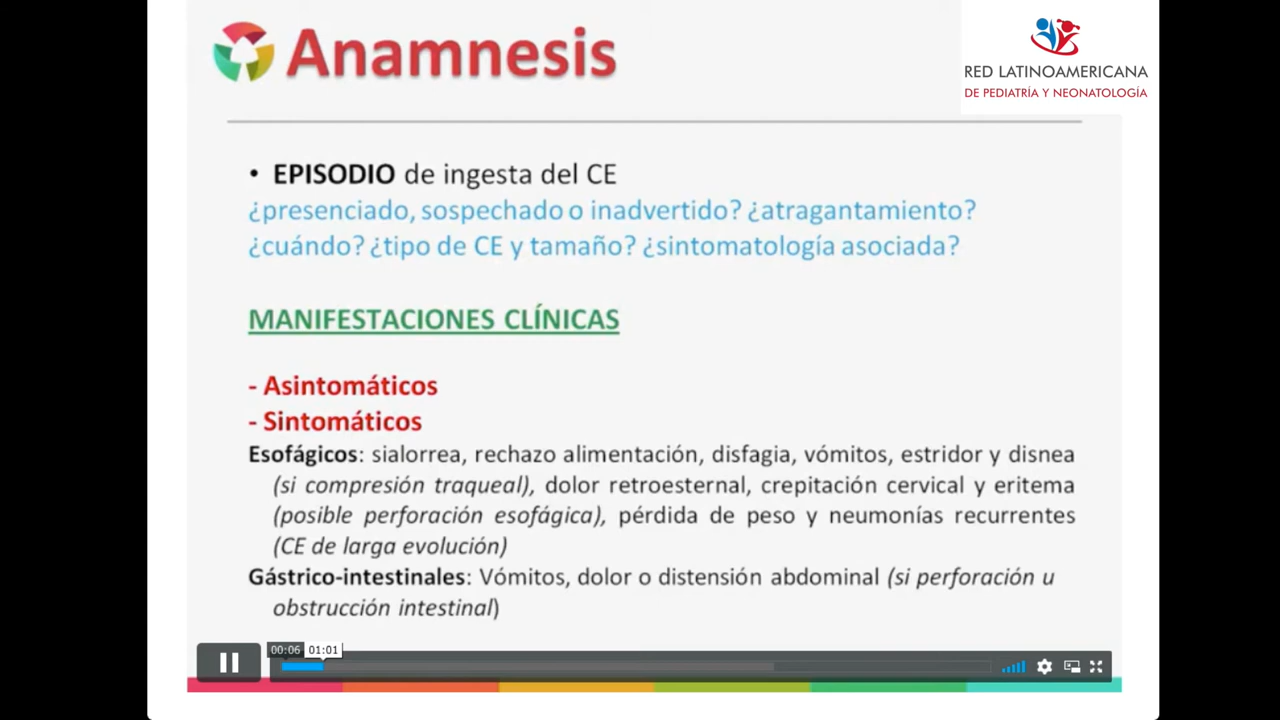 Anamnesis
RED LATINOAMERICANA
DE PEDIATRÍA Y NEONATOLOGÍA
• EPISODIO de ingesta del CE
¿presenciado, sospechado o inadvertido? ¿atragantamiento?
¿cuándo? ¿tipo de CE y tamaño? ¿sintomatología asociada?
MANIFESTACIONES CLÍNICAS
- Asintomáticos
- Sintomáticos
Esofágicos: sialorrea, rechazo alimentación, disfagia, vómitos, estridor y disnea
(si compresión traqueal), dolor retroesternal, crepitación cervical y eritema
(posible perforación esofágica), pérdida de peso y neumonías recurrentes
(CE de larga evolución)
Gástrico-intestinales: Vómitos, dolor o distensión abdominal (si perforación u
obstrucción intestinal)
00:06 01:01